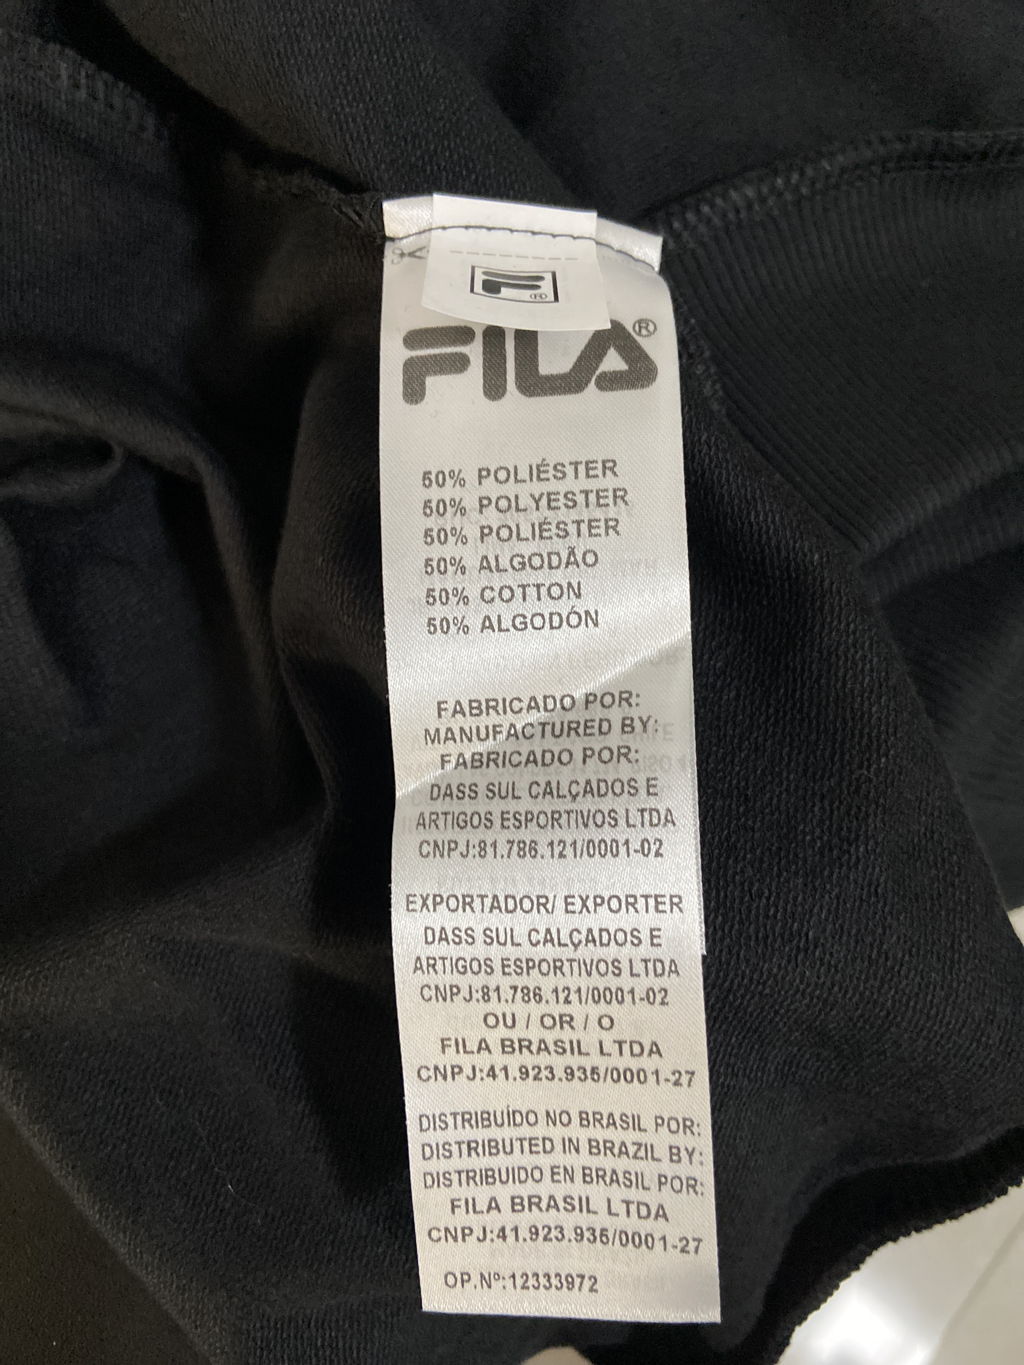 F®
FILA®
50% POLIÉSTER
50% POLYESTER
50% POLIÉSTER
50% ALGODÃO
50% COTTON
50% ALGODÓN
FABRICADO POR:
MANUFACTURED BY:
FABRICADO POR:
DASS SUL CALÇADOS E
ARTIGOS ESPORTIVOS LTDA
CNPJ:81.786.121/0001-02
EXPORTADOR/ EXPORTER
DASS SUL CALÇADOS E
ARTIGOS ESPORTIVOS LTDA
CNPJ:81.786.121/0001-02
OU / OR / O
FILA BRASIL LTDA
CNPJ:41.923.935/0001-27
DISTRIBUÍDO NO BRASIL POR:
DISTRIBUTED IN BRAZIL BY:
DISTRIBUIDO EN BRASIL POR:
FILA BRASIL LTDA
CNPJ:41.923.935/0001-27
OP.Nº:12333972